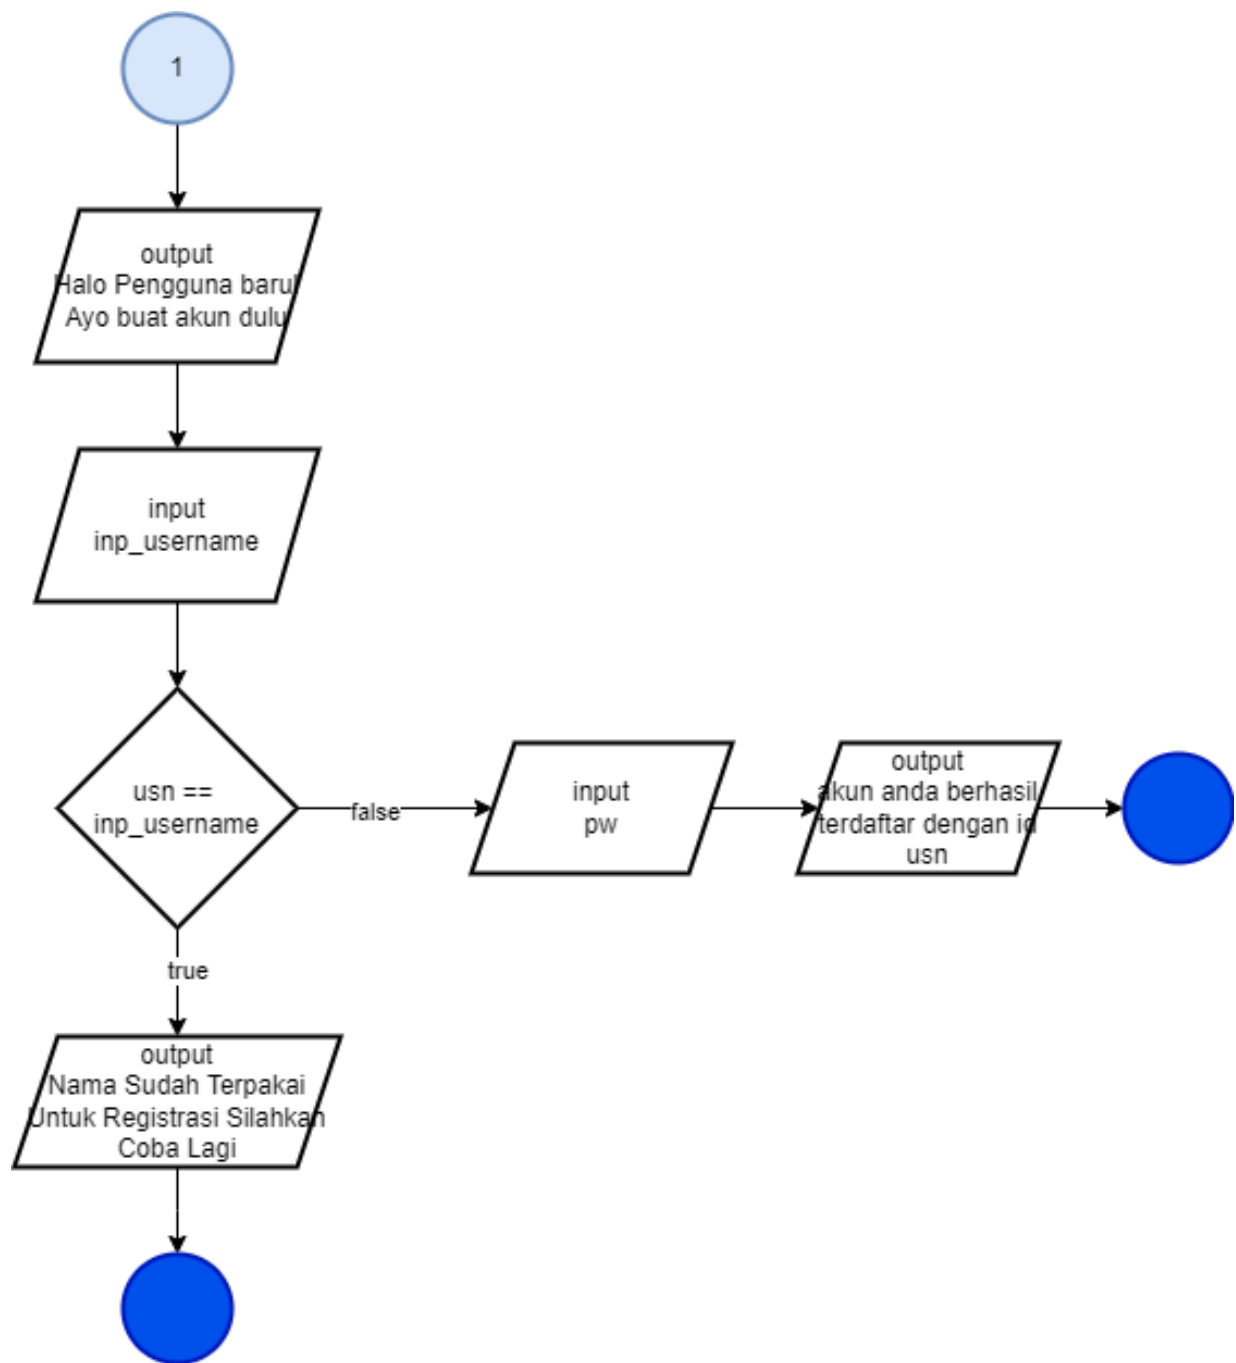 1
output
Halo Pengguna baru!
Ayo buat akun dulu
input
inp_username
usn ==
inp_username
false
input
pw
output
akun anda berhasil
terdaftar dengan id
usn
true
output
Nama Sudah Terpakai
Untuk Registrasi Silahkan
Coba Lagi